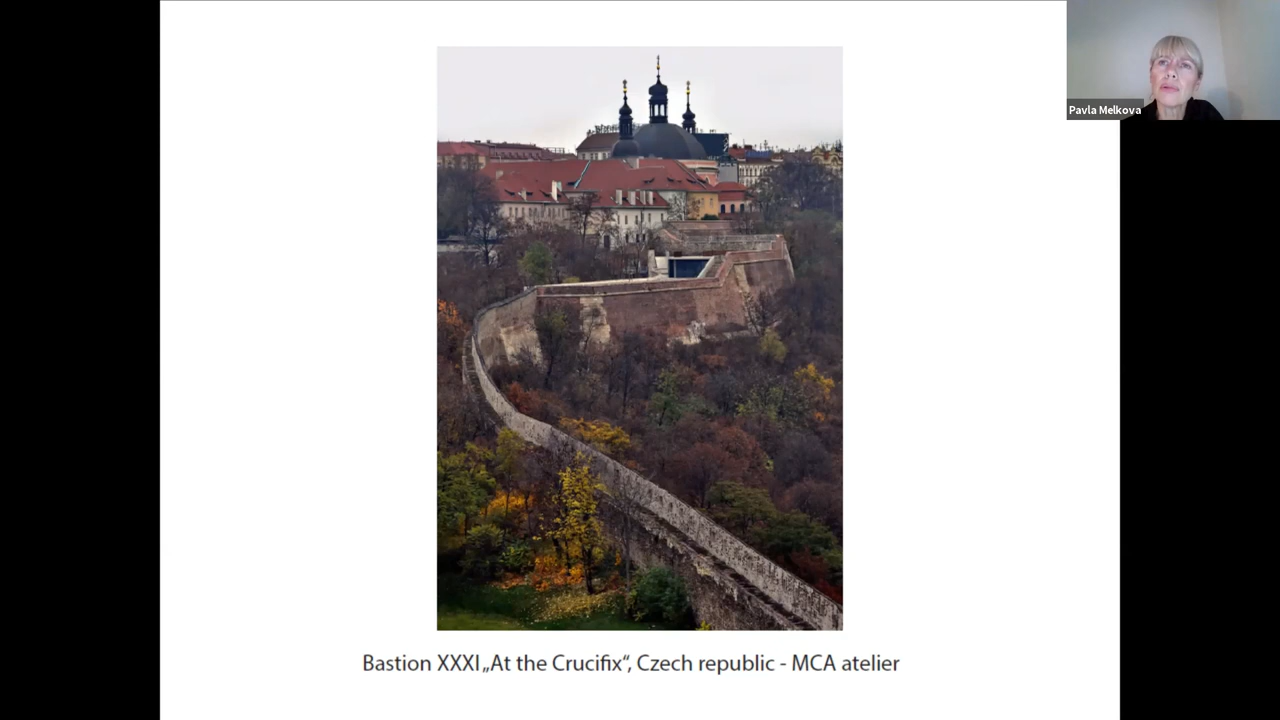 Pavla Melkova
Bastion XXXI „At the Crucifix“, Czech republic - MCA atelier